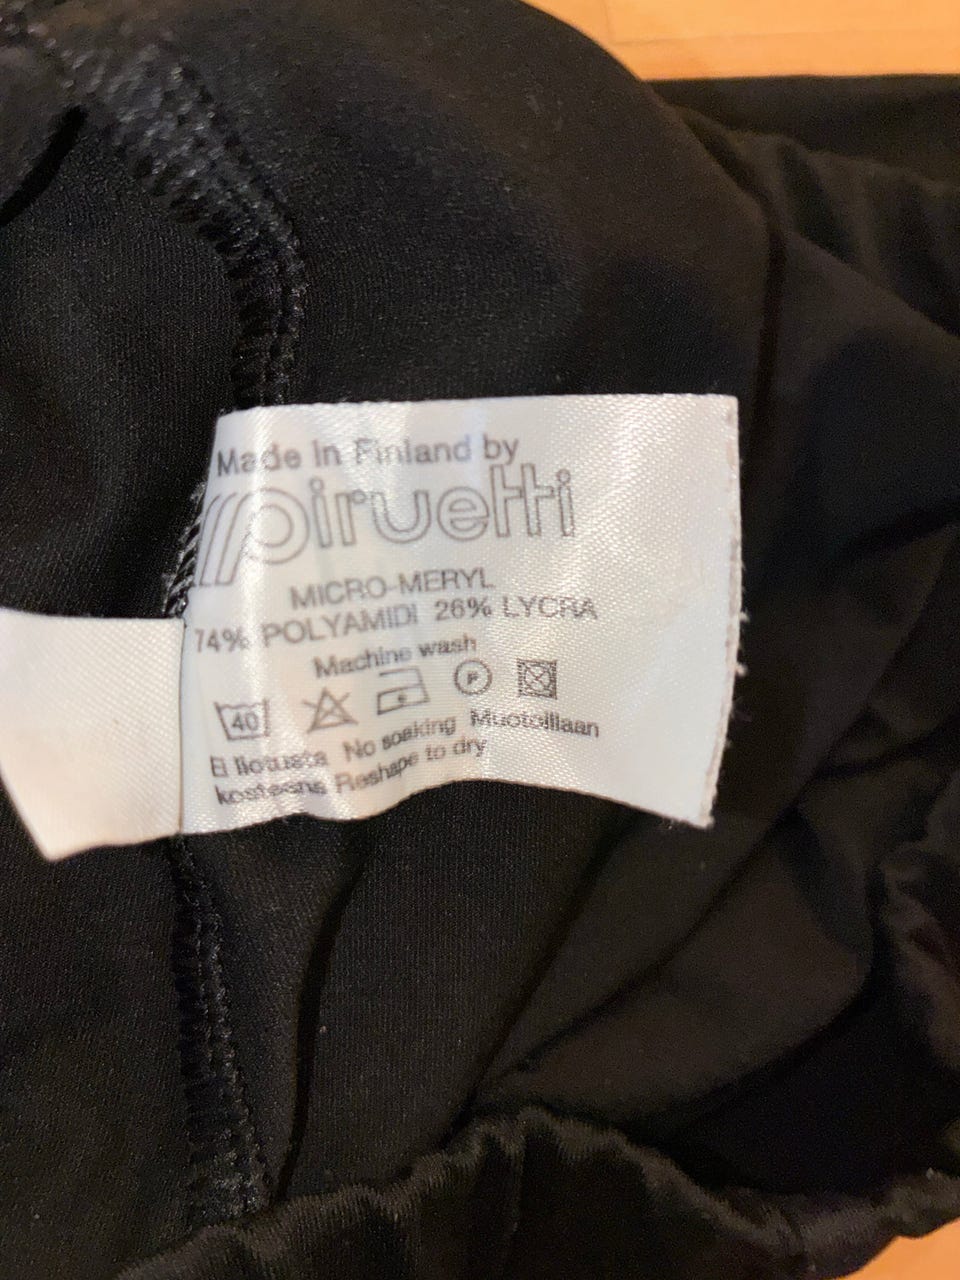 Made in Finland by
piruetti
MICRO-MERYL
74% POLYAMIDI 26% LYCRA
Machine wash
40 P
Ei liotusta No soaking Muotoillaan
kosteana Reshape to dry